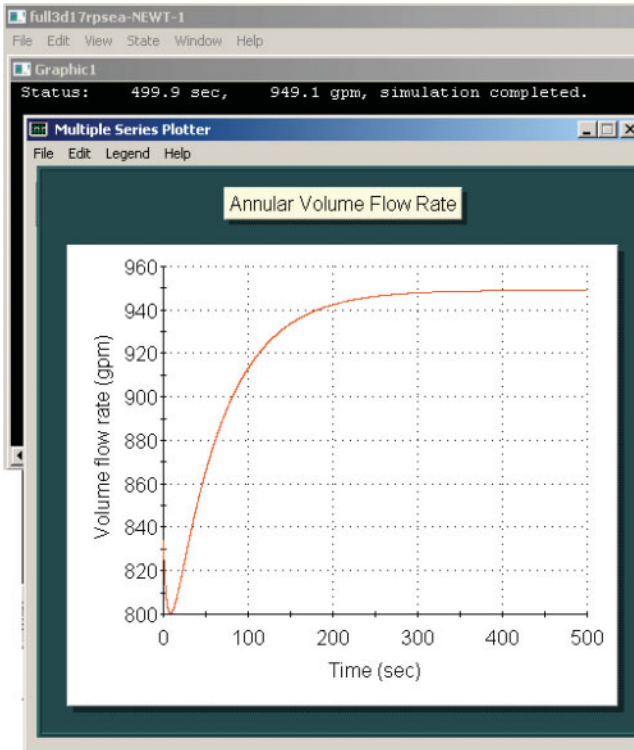 full3d17rpsea-NEWT-1
File Edit View State Window Help
Graphic1
Status: 499.9 sec, 949.1 gpm, simulation completed.
Multiple Series Plotter
File Edit Legend Help
Annular Volume Flow Rate
960
940
920
900
880
860
840
820
800
Volume flow rate (gpm)
0 100 200 300 400 500
Time (sec)